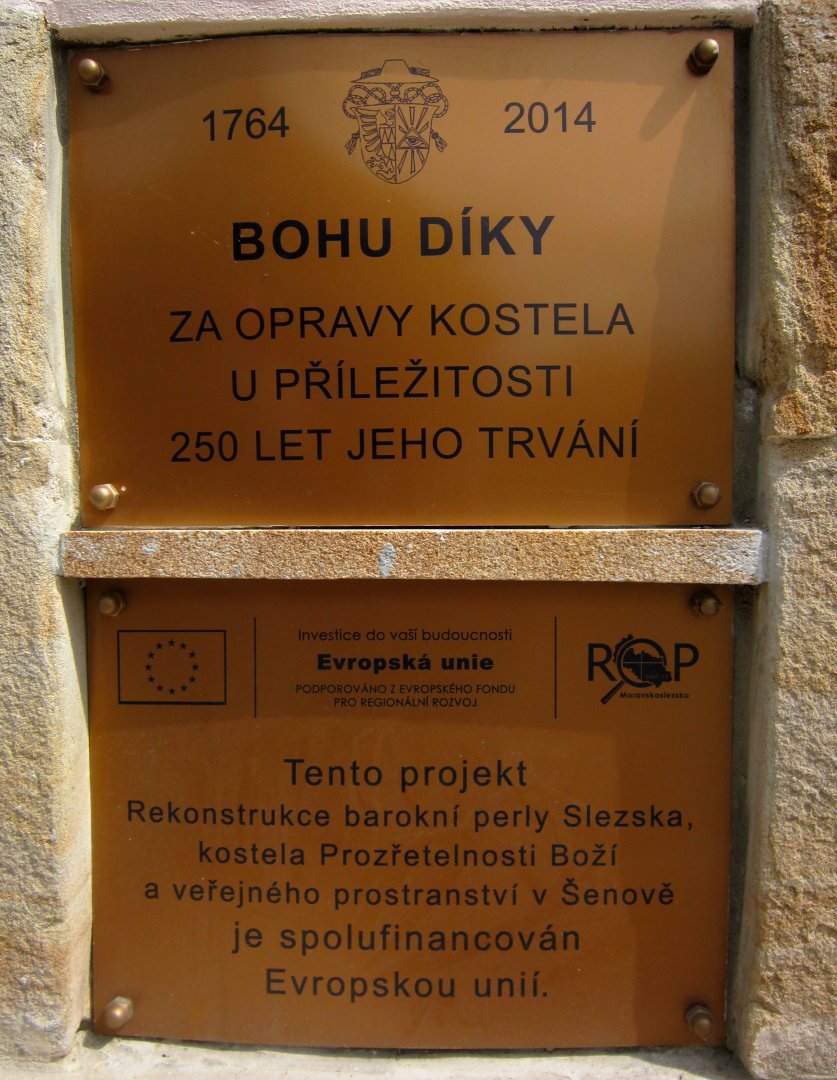 1764 2014
BOHU DÍKY
ZA OPRAVY KOSTELA
U PŘÍLEŽITOSTI
250 LET JEHO TRVÁNÍ
Investice do vaší budoucnosti
Evropská unie
PODPOROVÁNO Z EVROPSKÉHO FONDU
PRO REGIONÁLNÍ ROZVOJ
ROP
Moravskoslezsko
Tento projekt
Rekonstrukce barokní perly Slezska,
kostela Prozřetelnosti Boží
a veřejného prostranství v Šenově
je spolufinancován
Evropskou unií.